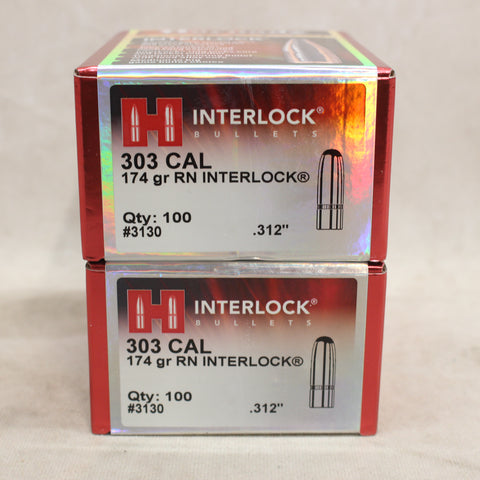 INTERLOCK®
BULLETS
303 CAL
174 gr RN INTERLOCK®
Qty: 100
#3130 .312"
INTERLOCK®
BULLETS
303 CAL
174 gr RN INTERLOCK®
Qty: 100
#3130 .312"